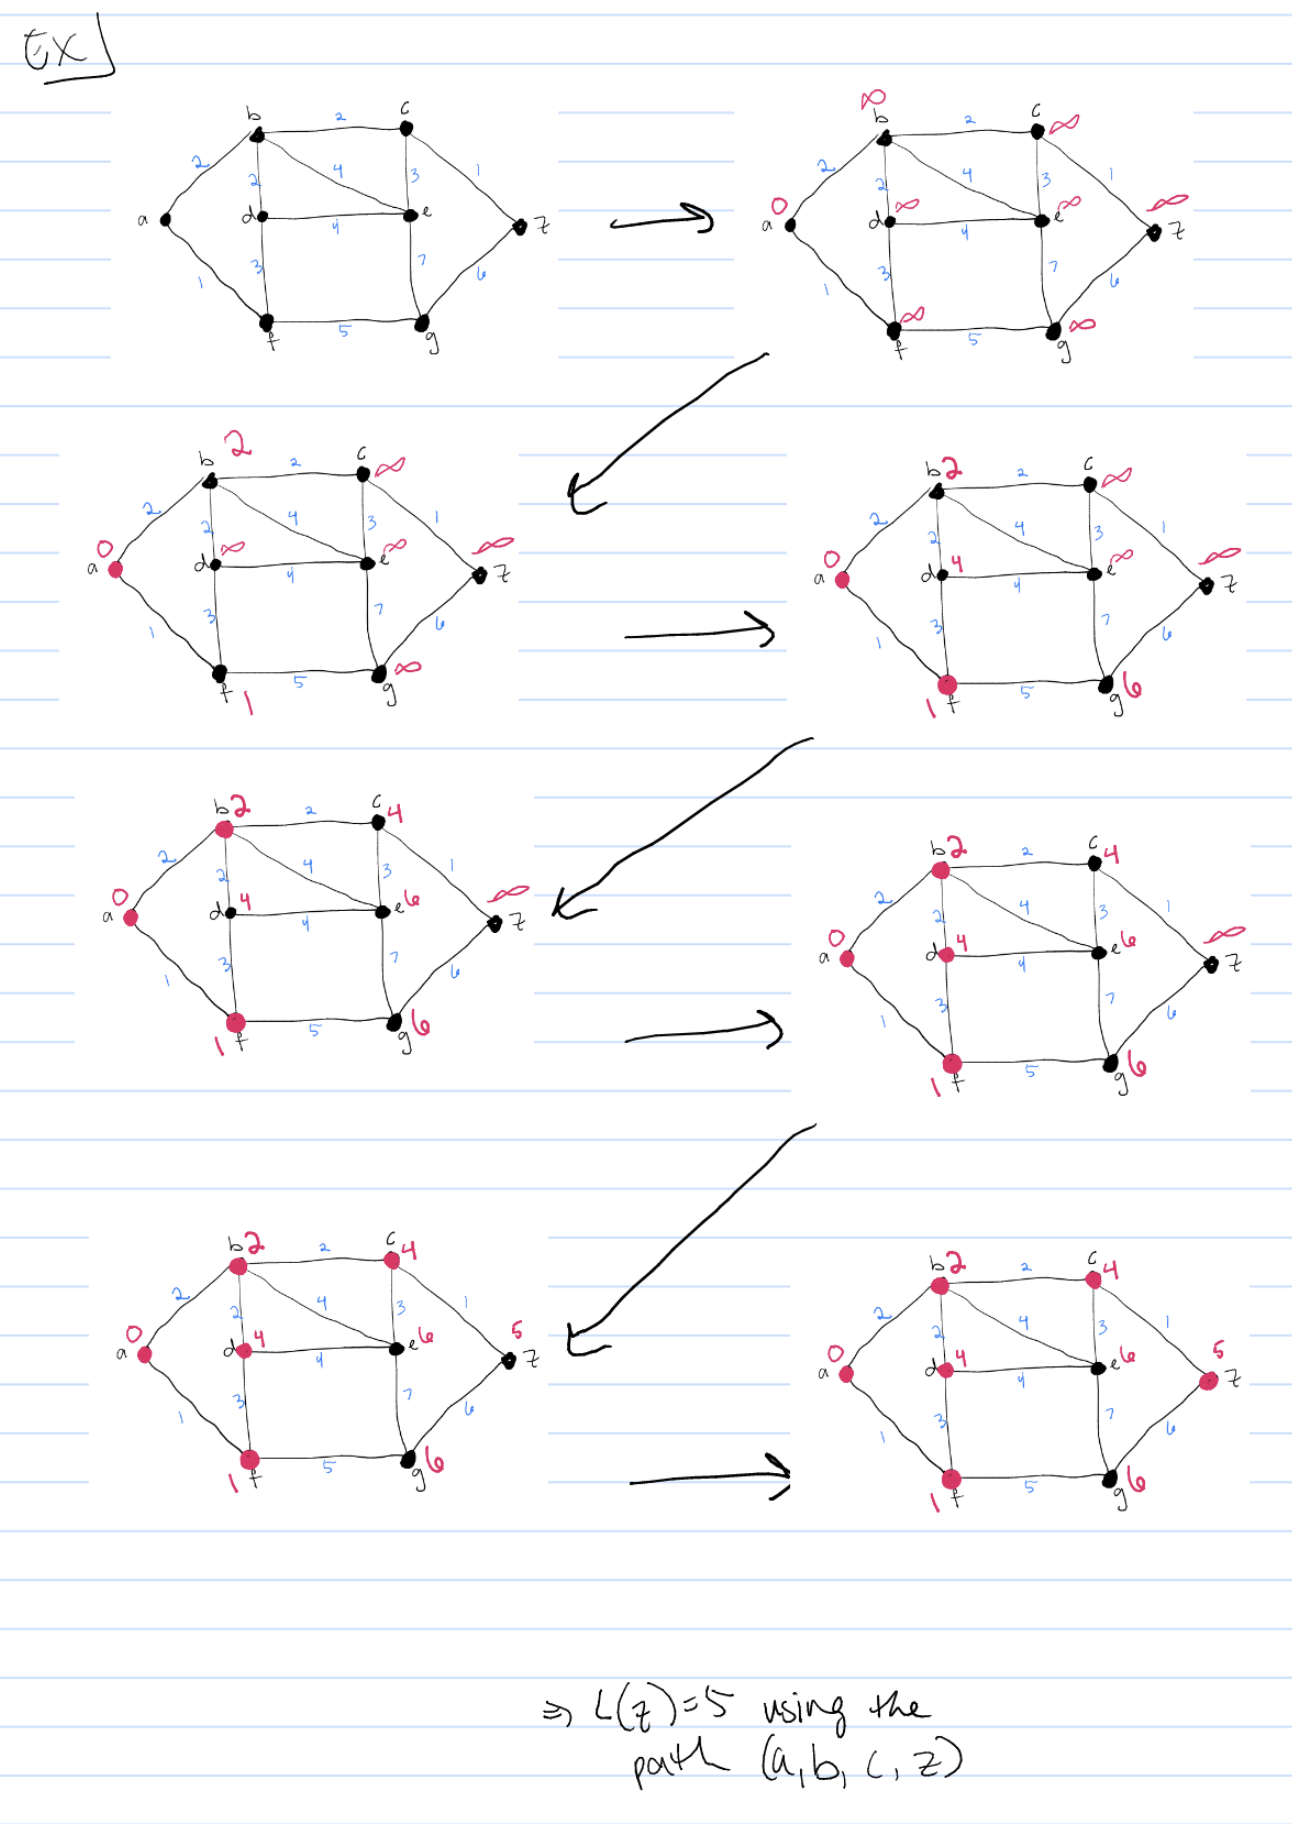 Ex
b 2 c
2 2 4 3 1
a d e z
4
1 3 7 6
f 5 g
∞
b 2 c ∞
2 2 4 3 1
0 ∞ ∞ ∞
a d e z
4
1 3 7 6
f ∞ 5 g ∞
b 2 2 c ∞
2 2 4 3 1
0 ∞ ∞ ∞
a d e z
4
1 3 7 6
f 1 5 g ∞
b 2 2 c ∞
2 2 4 3 1
0 4 ∞ ∞
a d e z
4
1 3 7 6
1 f 5 g 6
b 2 2 c 4
2 2 4 3 1
0 4 6 ∞
a d e z
4
1 3 7 6
1 f 5 g 6
b 2 2 c 4
2 2 4 3 1
0 4 6 ∞
a d e z
4
1 3 7 6
1 f 5 g 6
b 2 2 c 4
2 2 4 3 1
0 4 6 5
a d e z
4
1 3 7 6
1 f 5 g 6
b 2 2 c 4
2 2 4 3 1
0 4 6 5
a d e z
4
1 3 7 6
1 f 5 g 6
⇒ L(z)=5 using the
path (a, b, c, z)